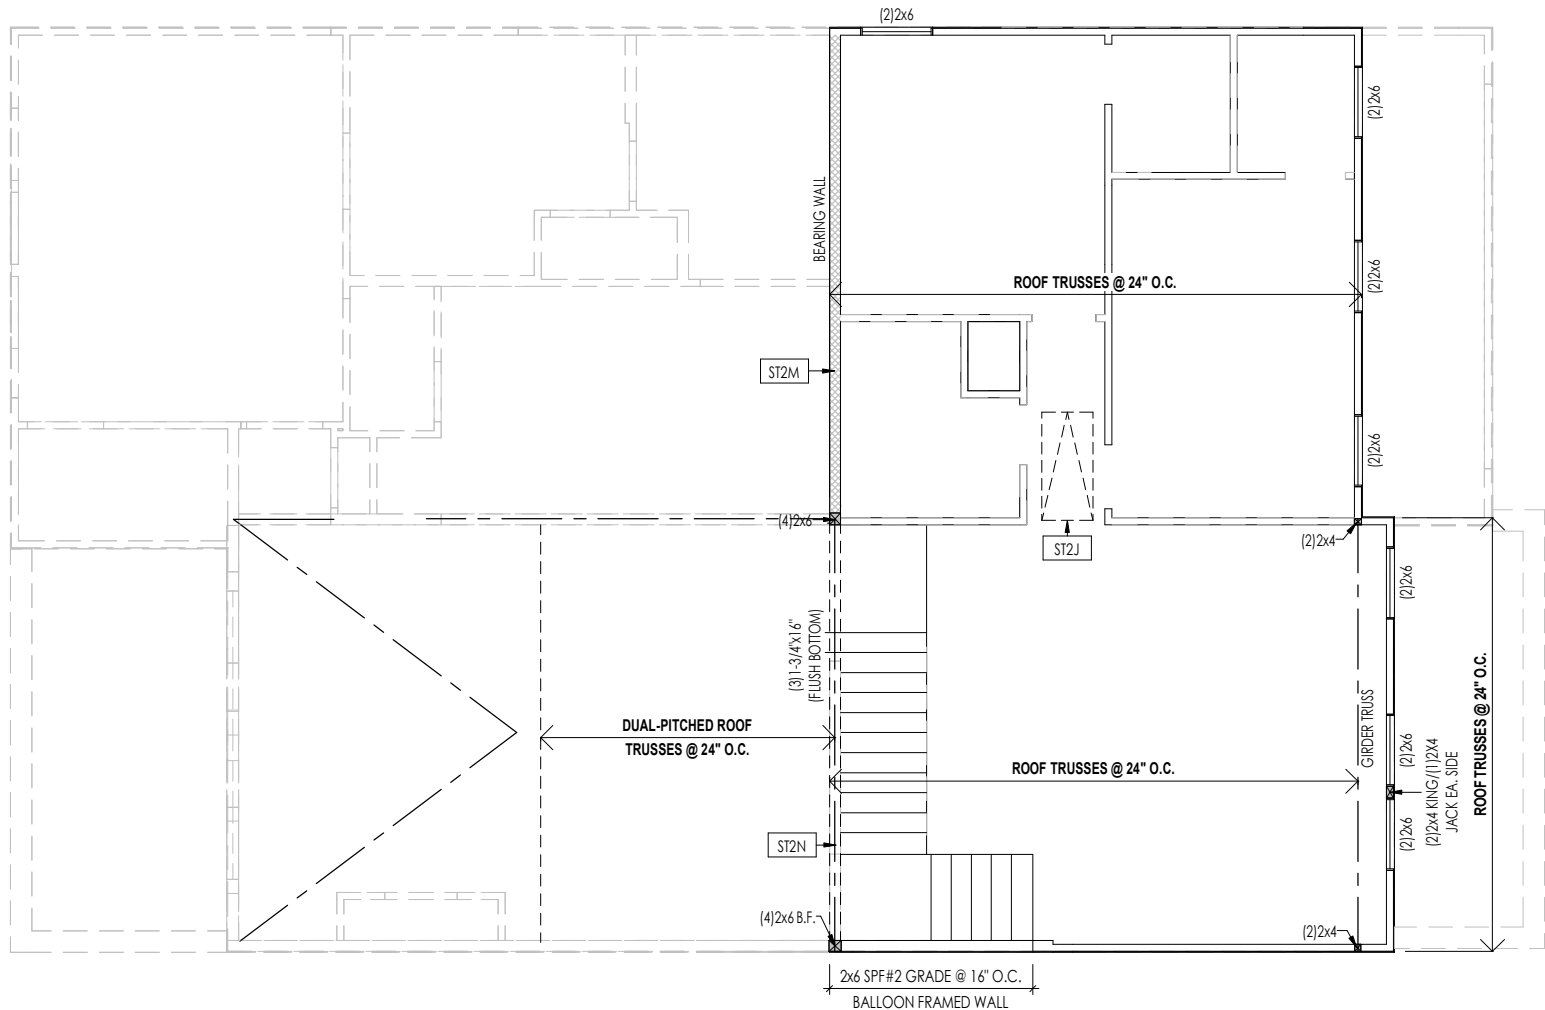 (2)2x6
(2)2x6
BEARING WALL
(2)2x6
ROOF TRUSSES @ 24" O.C.
ST2M
(2)2x6
(4)2x6
(2)2x4
ST2J
(2)2x6
(3)1-3/4"x16"
(FLUSH BOTTOM)
DUAL-PITCHED ROOF
TRUSSES @ 24" O.C.
ROOF TRUSSES @ 24" O.C.
GIRDER TRUSS
(2)2x6
(2)2x6
(2)2x4 KING/(1)2X4
JACK EA. SIDE
ROOF TRUSSES @ 24" O.C.
ST2N
(4)2x6 B.F.
(2)2x4
2x6 SPF#2 GRADE @ 16" O.C.
BALLOON FRAMED WALL